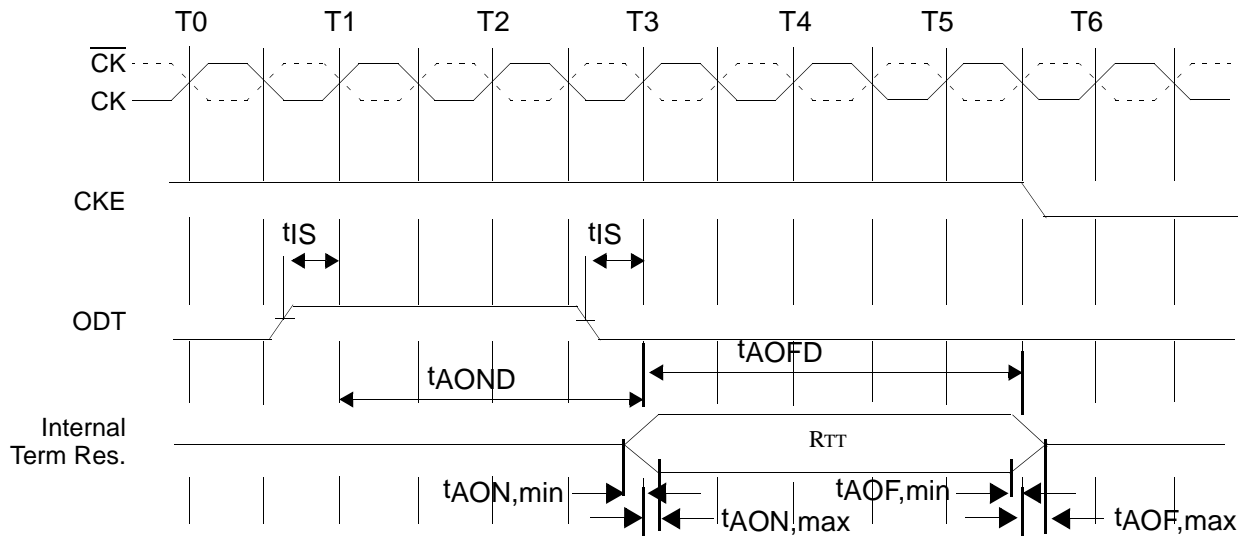 T0 T1 T2 T3 T4 T5 T6
CK
CK
CKE
tIS tIS
ODT
tAOFD
tAOND
Internal
Term Res.
RTT
tAON,min tAOF,min
tAON,max tAOF,max